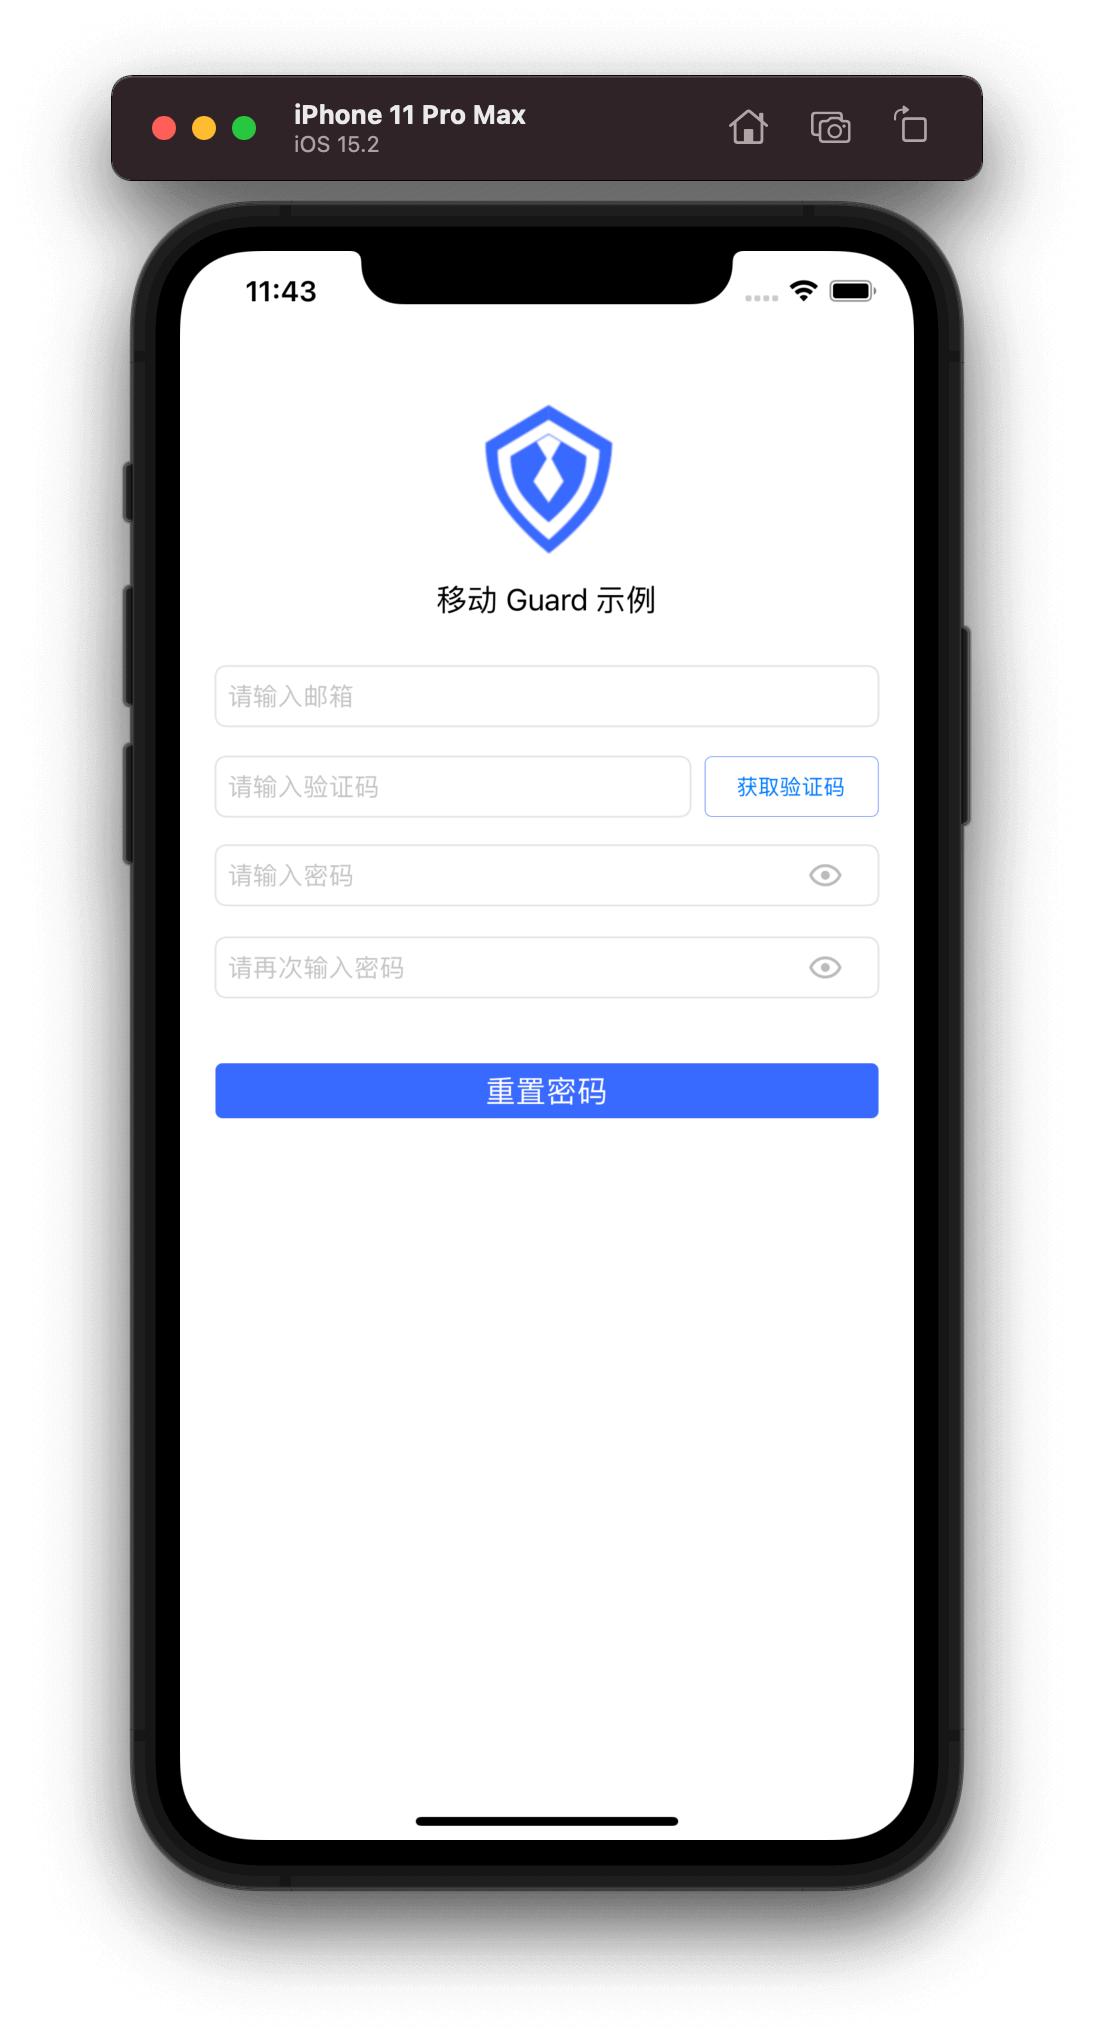 iPhone 11 Pro Max
iOS 15.2
11:43
移动 Guard 示例
请输入邮箱
请输入验证码
获取验证码
请输入密码
请再次输入密码
重置密码